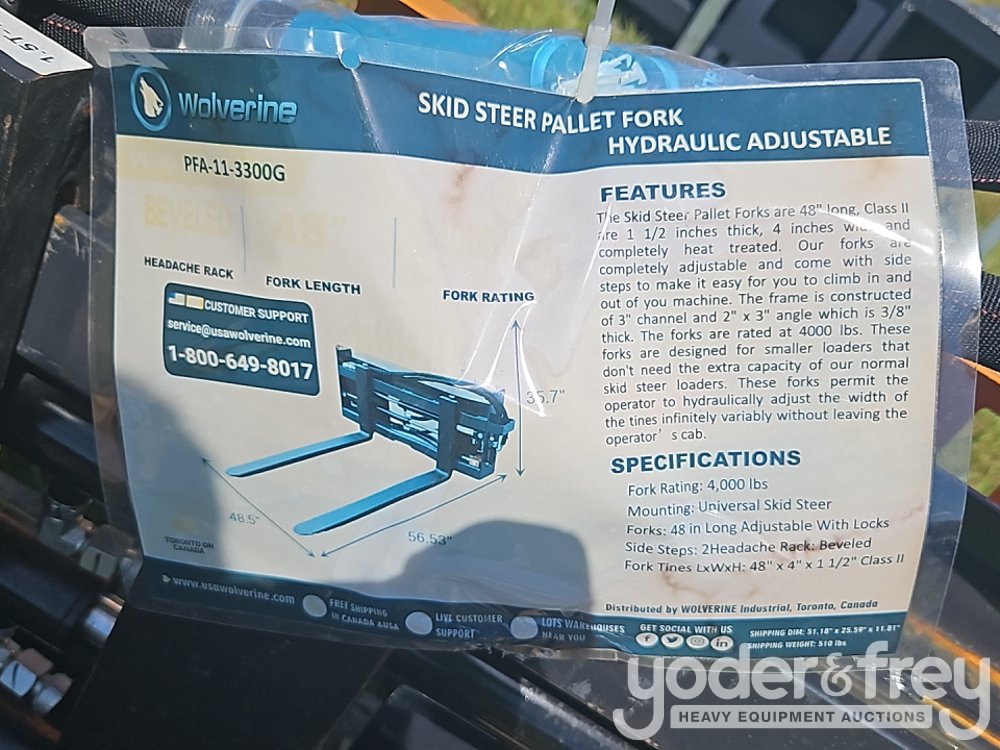 Wolverine
SKID STEER PALLET FORK
HYDRAULIC ADJUSTABLE
PFA-11-3300G
BEVELED
48"
HEADACHE RACK
FORK LENGTH
FORK RATING
CUSTOMER SUPPORT
service@usawolverine.com
1-800-649-8017
35.7"
48.5"
56.53"
TORONTO ON
CANADA
FEATURES
The Skid Steer Pallet Forks are 48" long, Class II
are 1 1/2 inches thick, 4 inches wide and
completely heat treated. Our forks are
completely adjustable and come with side
steps to make it easy for you to climb in and
out of you machine. The frame is constructed
of 3" channel and 2" x 3" angle which is 3/8"
thick. The forks are rated at 4000 lbs. These
forks are designed for smaller loaders that
don't need the extra capacity of our normal
skid steer loaders. These forks permit the
operator to hydraulically adjust the width of
the tines infinitely variably without leaving the
operator's cab.
SPECIFICATIONS
Fork Rating: 4,000 lbs
Mounting: Universal Skid Steer
Forks: 48 in Long Adjustable With Locks
Side Steps: 2Headache Rack: Beveled
Fork Tines LxWxH: 48" x 4" x 1 1/2" Class II
Distributed by WOLVERINE Industrial, Toronto, Canada
www.usawolverine.com
FREE SHIPPING
IN CANADA &USA
LIVE CUSTOMER
SUPPORT
LOTS WAREHOUSES
NEAR YOU
GET SOCIAL WITH US
SHIPPING DIM: 51.18" x 25.59" x 11.81"
SHIPPING WEIGHT: 510 lbs
yoder&frey
HEAVY EQUIPMENT AUCTIONS